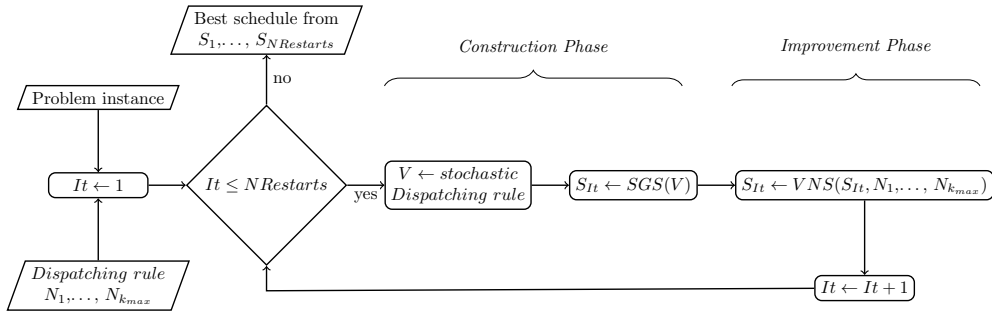 Best schedule from
S_1,..., S_{NRestarts}
Construction Phase
Improvement Phase
no
Problem instance
It ← 1
It ≤ NRestarts
yes
V ← stochastic
Dispatching rule
S_{It} ← SGS(V)
S_{It} ← VNS(S_{It}, N_1,..., N_{k_{max}})
Dispatching rule
N_1,..., N_{k_{max}}
It ← It + 1